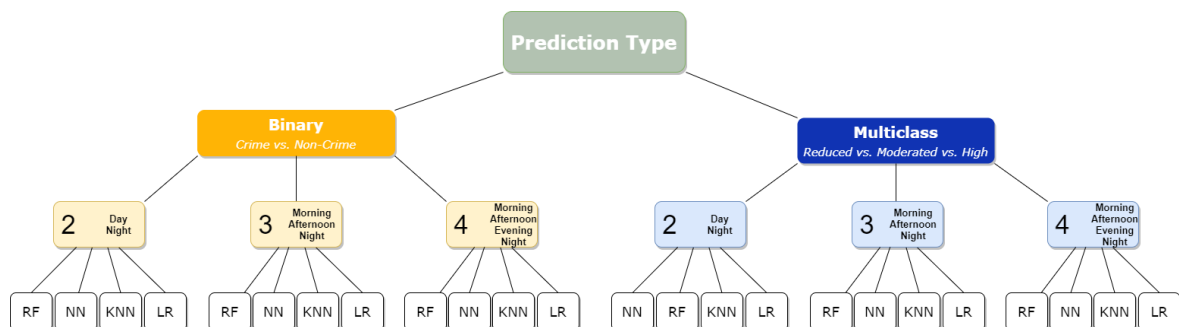 Prediction Type
Binary
Crime vs. Non-Crime
Multiclass
Reduced vs. Moderated vs. High
2
Day
Night
3
Morning
Afternoon
Night
4
Morning
Afternoon
Evening
Night
2
Day
Night
3
Morning
Afternoon
Night
4
Morning
Afternoon
Evening
Night
RF NN KNN LR
RF NN KNN LR
RF NN KNN LR
NN RF KNN LR
RF NN KNN LR
RF NN KNN LR